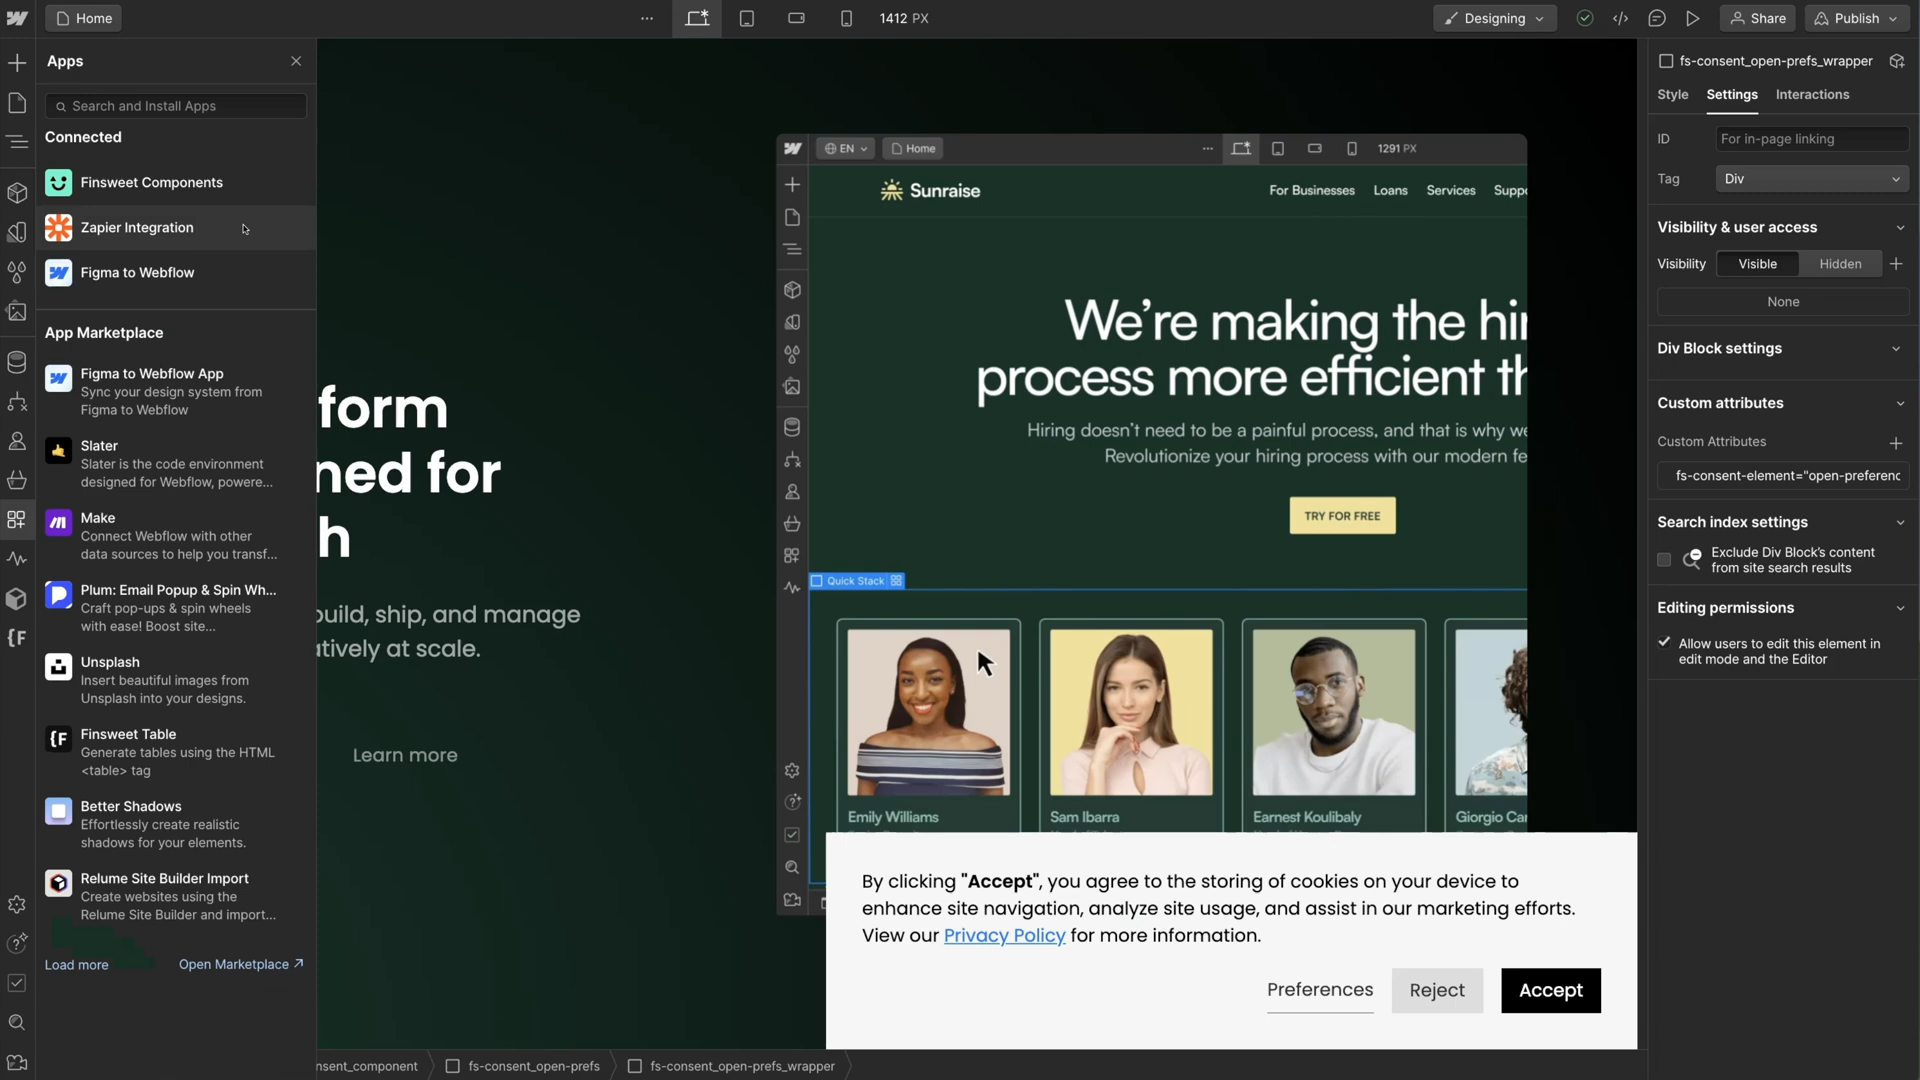 Home
1412 PX
Designing
Share
Publish
Apps
Search and Install Apps
Connected
Finsweet Components
Zapier Integration
Figma to Webflow
App Marketplace
Figma to Webflow App
Sync your design system from
Figma to Webflow
Slater
Slater is the code environment
designed for Webflow, powere...
Make
Connect Webflow with other
data sources to help you transf...
Plum: Email Popup & Spin Wh...
Craft pop-ups & spin wheels
with ease! Boost site...
Unsplash
Insert beautiful images from
Unsplash into your designs.
Finsweet Table
Generate tables using the HTML
<table> tag
Better Shadows
Effortlessly create realistic
shadows for your elements.
Relume Site Builder Import
Create websites using the
Relume Site Builder and import...
Load more
Open Marketplace
form
ned for
h
build, ship, and manage
atively at scale.
Learn more
EN
Home
1291 PX
Sunraise
For Businesses
Loans
Services
Suppo
We're making the hir
process more efficient th
Hiring doesn't need to be a painful process, and that is why we
Revolutionize your hiring process with our modern fe
TRY FOR FREE
Quick Stack
Emily Williams
Sam Ibarra
Earnest Koulibaly
Giorgio Car
By clicking "Accept", you agree to the storing of cookies on your device to
enhance site navigation, analyze site usage, and assist in our marketing efforts.
View our Privacy Policy for more information.
Preferences
Reject
Accept
nsent_component
fs-consent_open-prefs
fs-consent_open-prefs_wrapper
fs-consent_open-prefs_wrapper
Style
Settings
Interactions
ID
For in-page linking
Tag
Div
Visibility & user access
Visibility
Visible
Hidden
None
Div Block settings
Custom attributes
Custom Attributes
fs-consent-element="open-preferenc
Search index settings
Exclude Div Block's content
from site search results
Editing permissions
Allow users to edit this element in
edit mode and the Editor